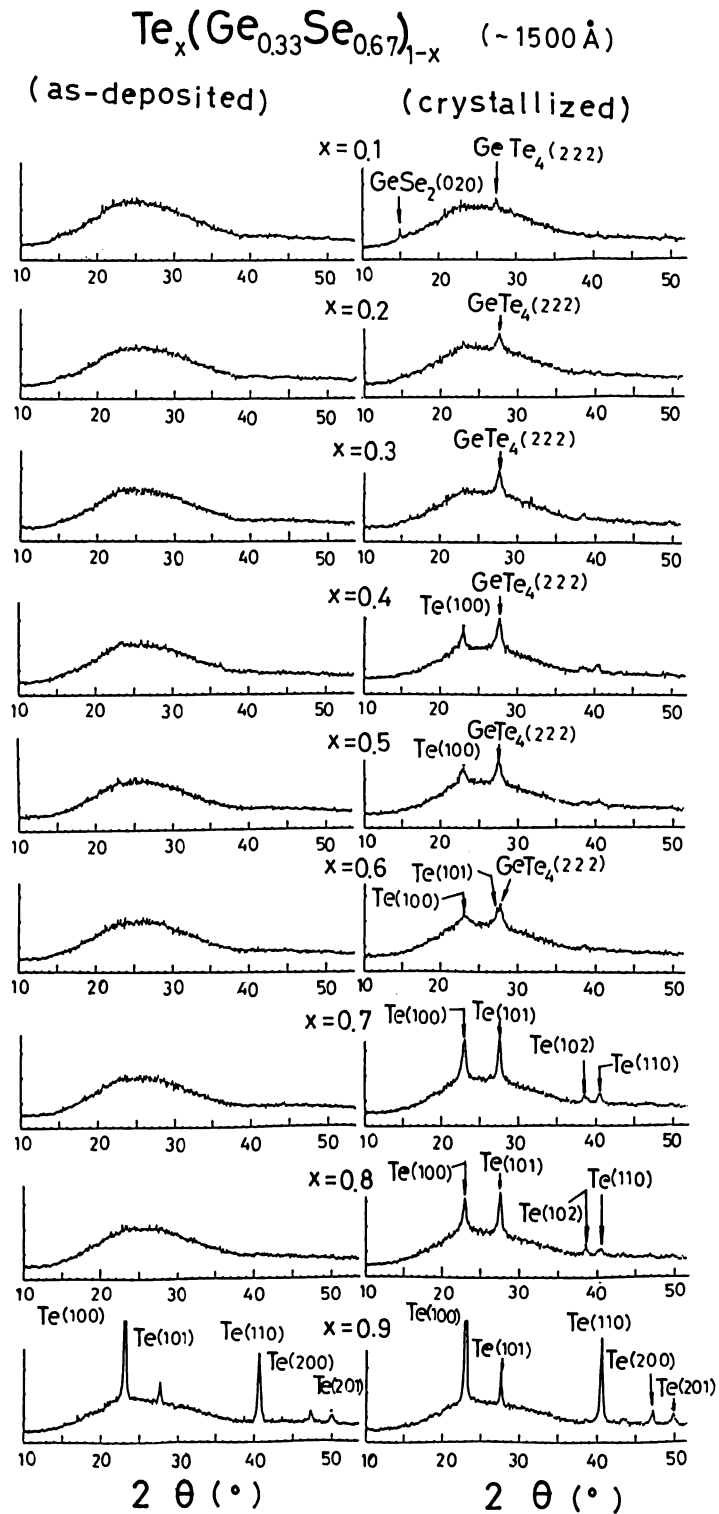 Teₓ(Ge₀.₃₃Se₀.₆₇)₁₋ₓ (~1500 Å)
(as-deposited) (crystallized)
x=0.1
GeTe₄(222)
GeSe₂(020)
10 20 30 40 50 10 20 30 40 50
x=0.2
GeTe₄(222)
10 20 30 40 50 10 20 30 40 50
x=0.3
GeTe₄(222)
10 20 30 40 50 10 20 30 40 50
x=0.4
GeTe₄(222)
Te(100)
10 20 30 40 50 10 20 30 40 50
x=0.5
GeTe₄(222)
Te(100)
10 20 30 40 50 10 20 30 40 50
x=0.6
Te(101) GeTe₄(222)
Te(100)
10 20 30 40 50 10 20 30 40 50
x=0.7
Te(100) Te(101)
Te(102) Te(110)
10 20 30 40 50 10 20 30 40 50
x=0.8
Te(100) Te(101) Te(110)
Te(102)
10 20 30 40 50 10 20 30 40 50
x=0.9
Te(100) Te(101) Te(110) Te(200) Te(201)
Te(100) Te(101) Te(110) Te(200) Te(201)
10 20 30 40 50 10 20 30 40 50
2 θ (°) 2 θ (°)